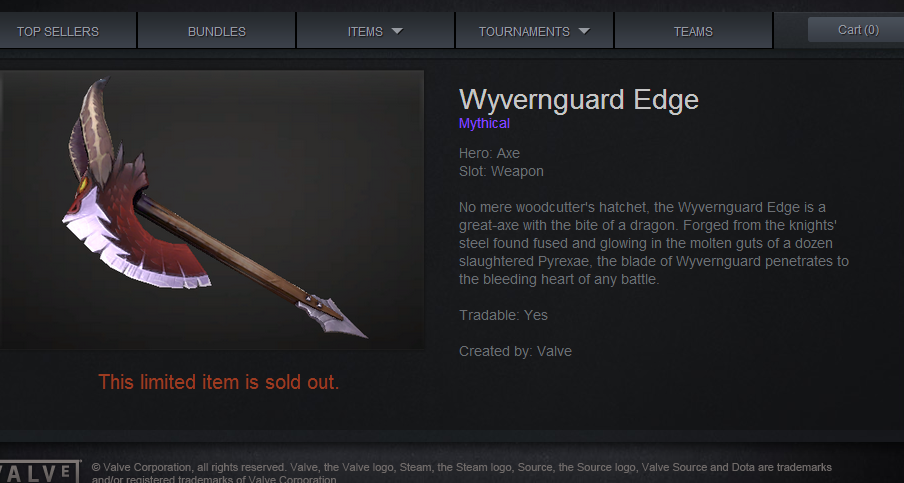 TOP SELLERS
BUNDLES
ITEMS
TOURNAMENTS
TEAMS
Cart (0)
Wyvernguard Edge
Mythical
Hero: Axe
Slot: Weapon
No mere woodcutter's hatchet, the Wyvernguard Edge is a
great-axe with the bite of a dragon. Forged from the knights'
steel found fused and glowing in the molten guts of a dozen
slaughtered Pyrexae, the blade of Wyvernguard penetrates to
the bleeding heart of any battle.
Tradable: Yes
Created by: Valve
This limited item is sold out.
VALVE
© Valve Corporation, all rights reserved. Valve, the Valve logo, Steam, the Steam logo, Source, the Source logo, Valve Source and Dota are trademarks
and/or registered trademarks of Valve Corporation.